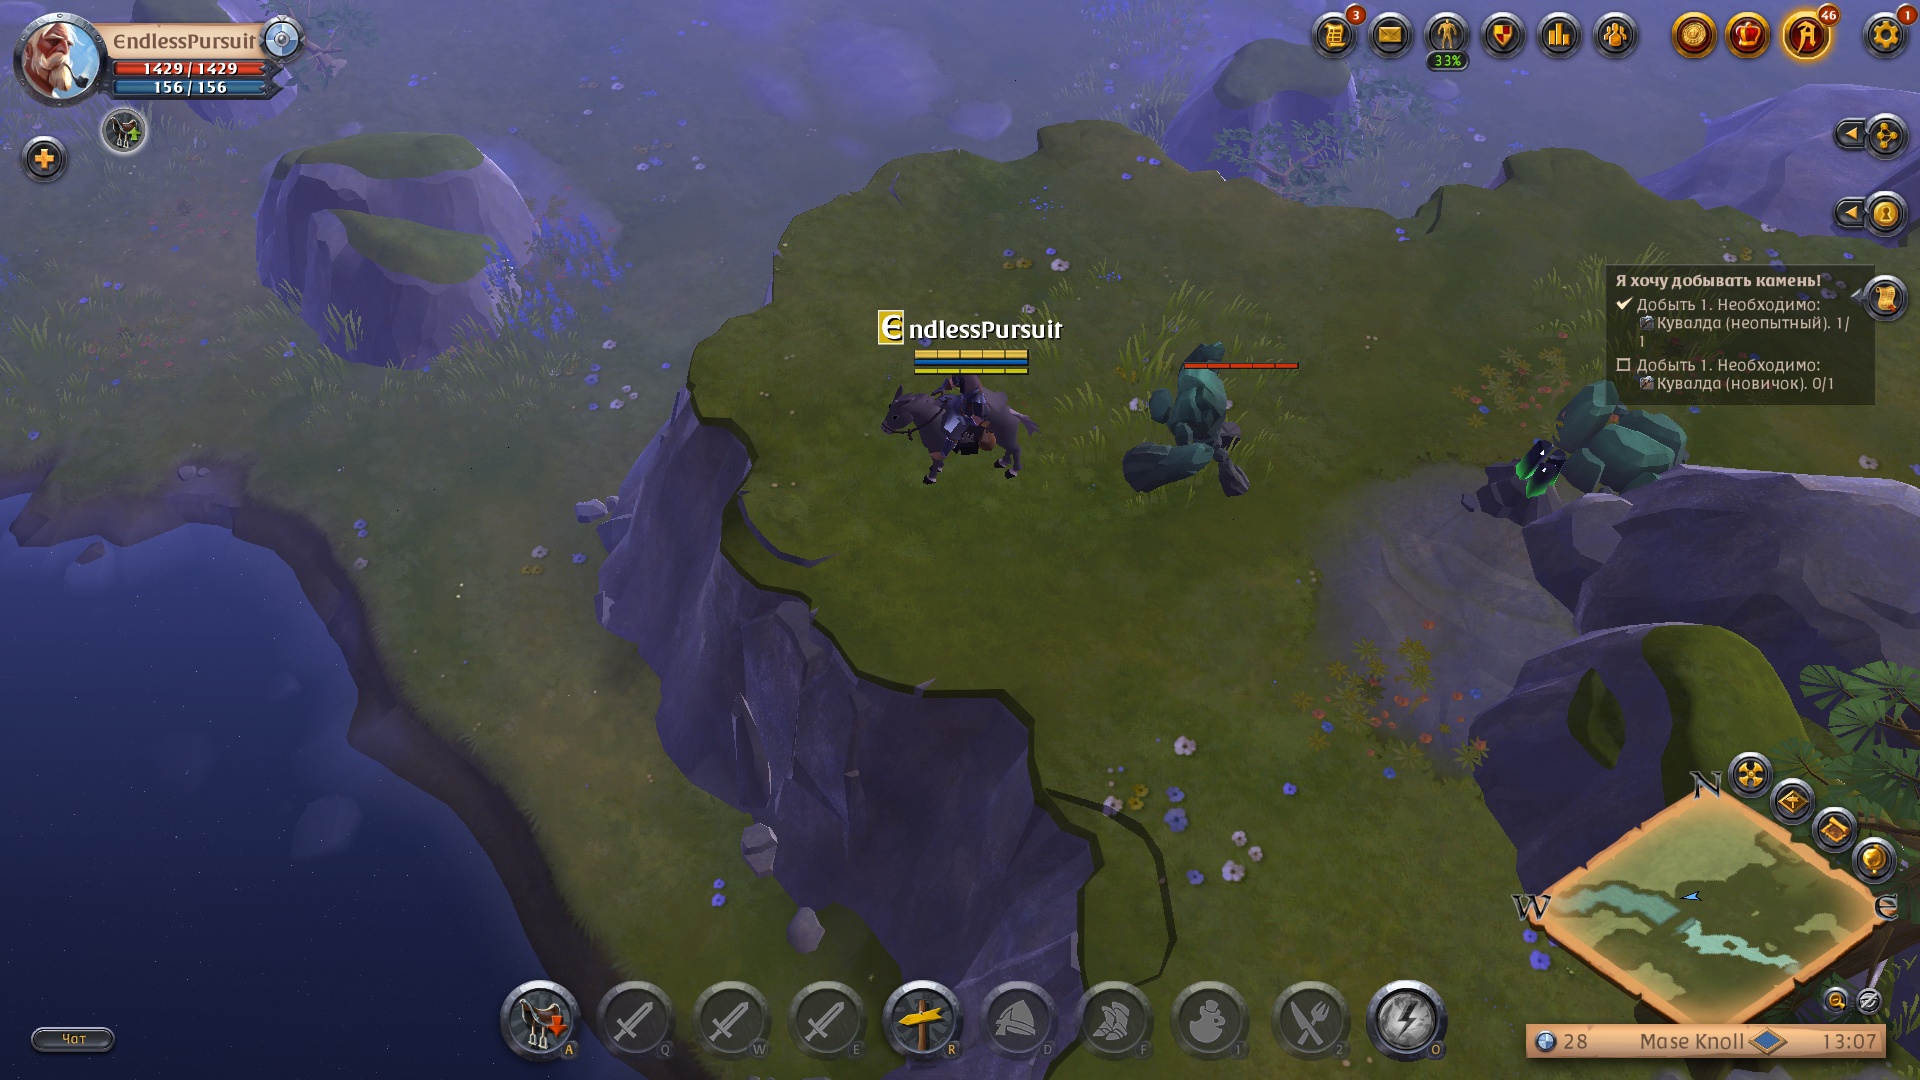 EndlessPursuit
1429 / 1429
156 / 156
3
33%
46
1
EndlessPursuit
Я хочу добывать камень!
Добыть 1. Необходимо:
Кувалда (неопытный). 1/
1
Добыть 1. Необходимо:
Кувалда (новичок). 0/1
N
W
E
Чат
A
Q
W
E
R
D
F
1
2
O
28
Mase Knoll
13:07